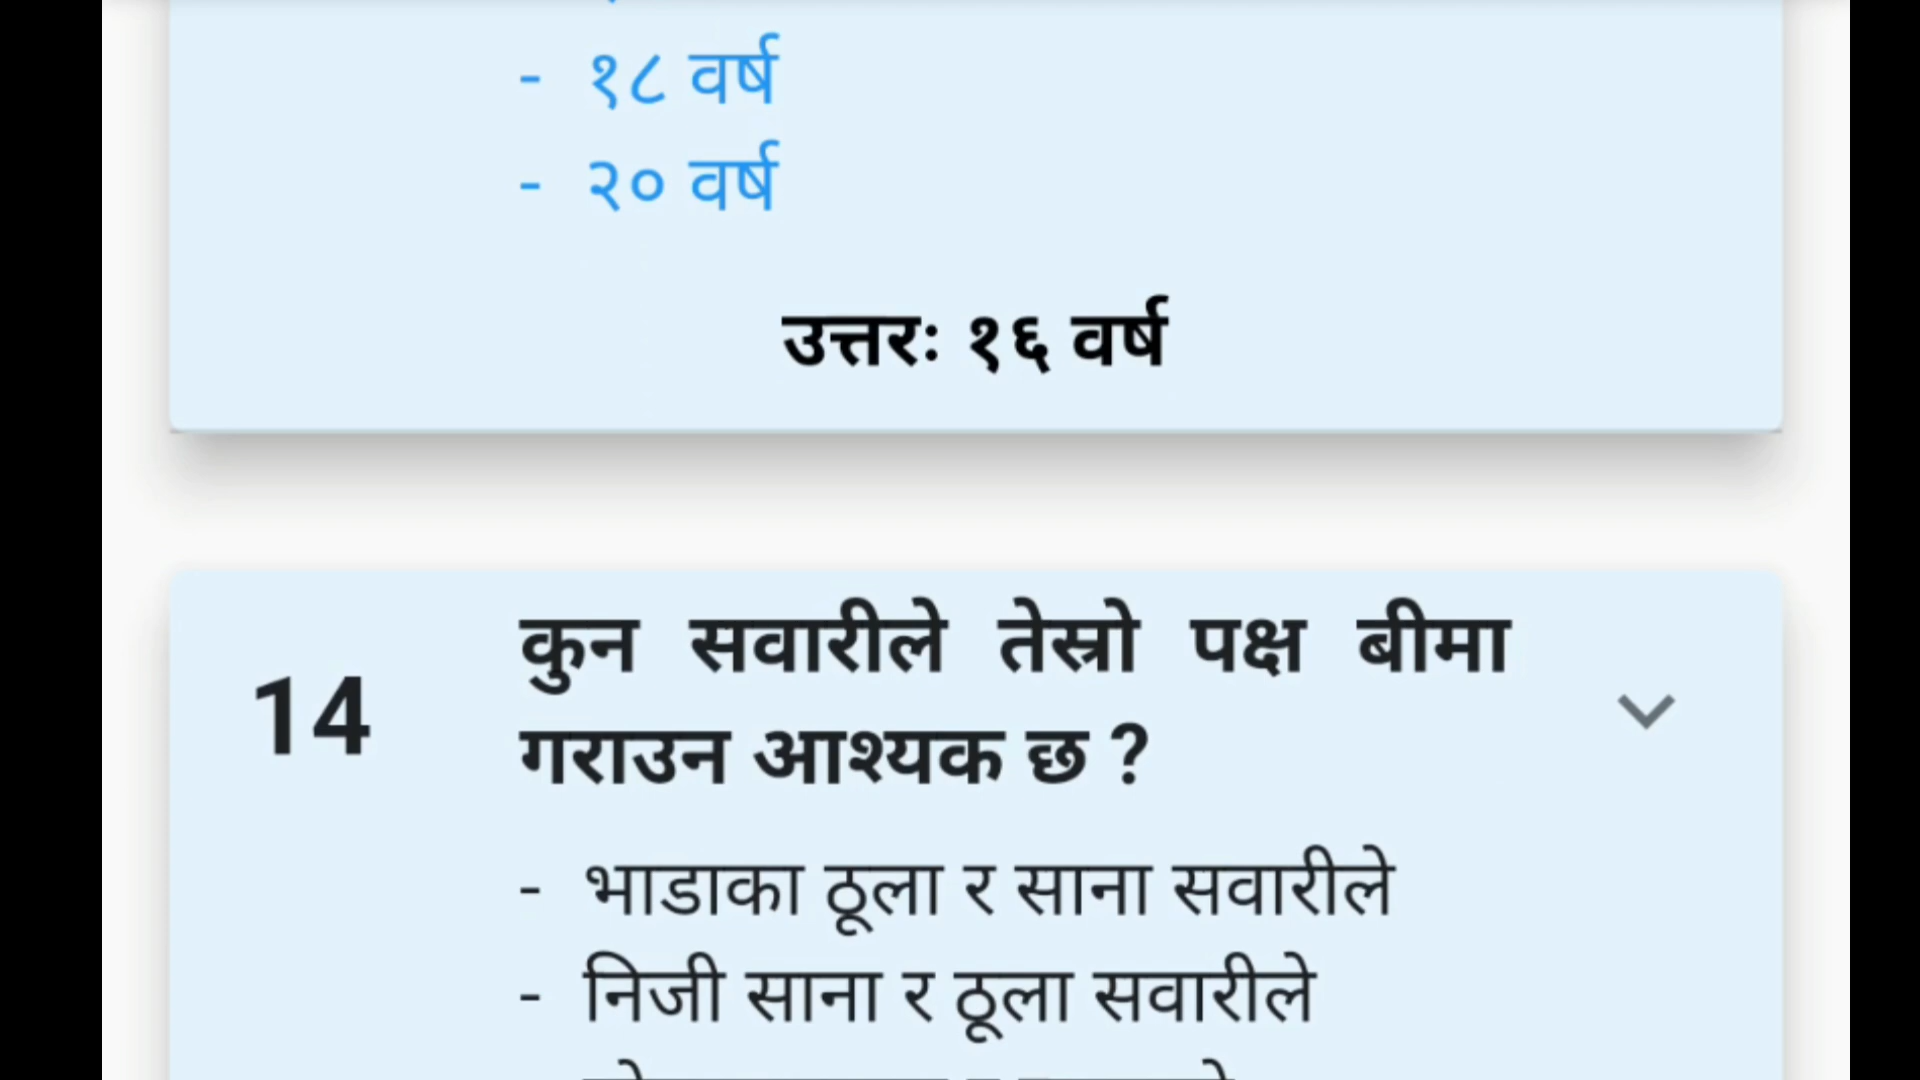 - १८ वर्ष
- २० वर्ष
उत्तरः १६ वर्ष
14
कुन सवारीले तेस्रो पक्ष बीमा
गराउन आश्यक छ ?
- भाडाका ठूला र साना सवारीले
- निजी साना र ठूला सवारीले